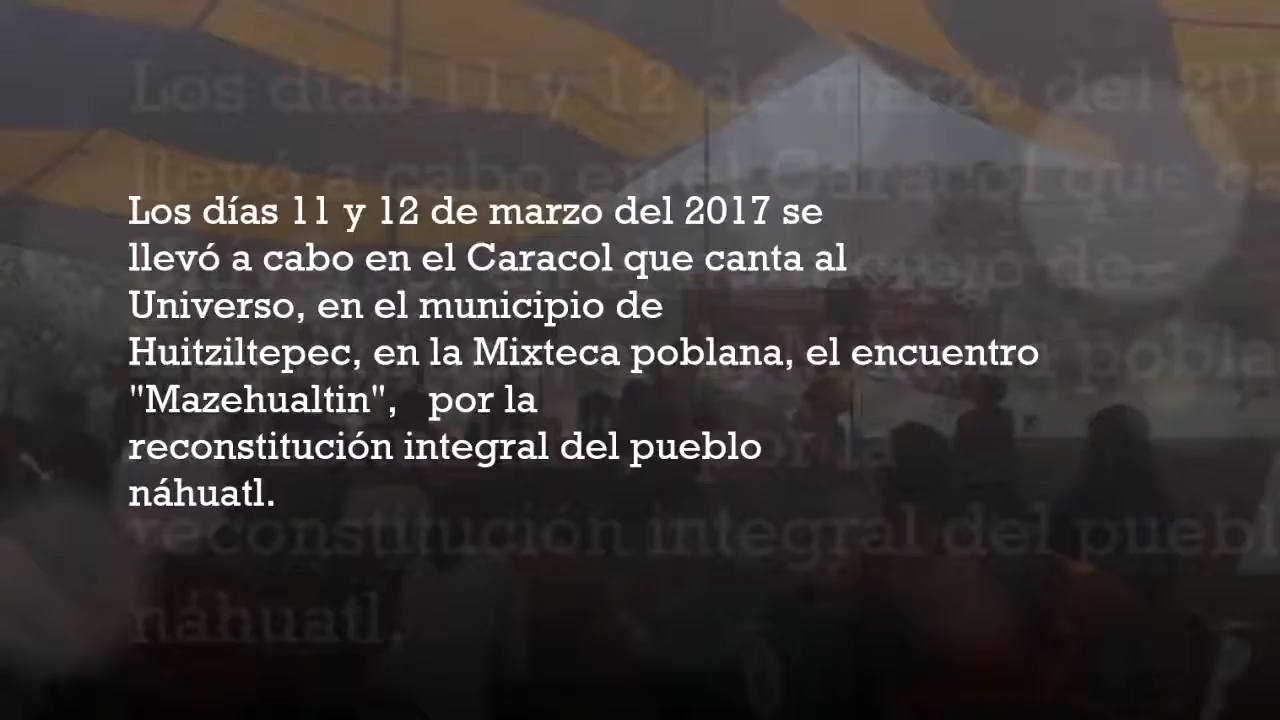 Los días 11 y 12 de marzo del 2017 se
llevó a cabo en el Caracol que canta al
Universo, en el municipio de
Huitziltepec, en la Mixteca poblana, el encuentro
"Mazehualtin",   por la
reconstitución integral del pueblo
náhuatl.